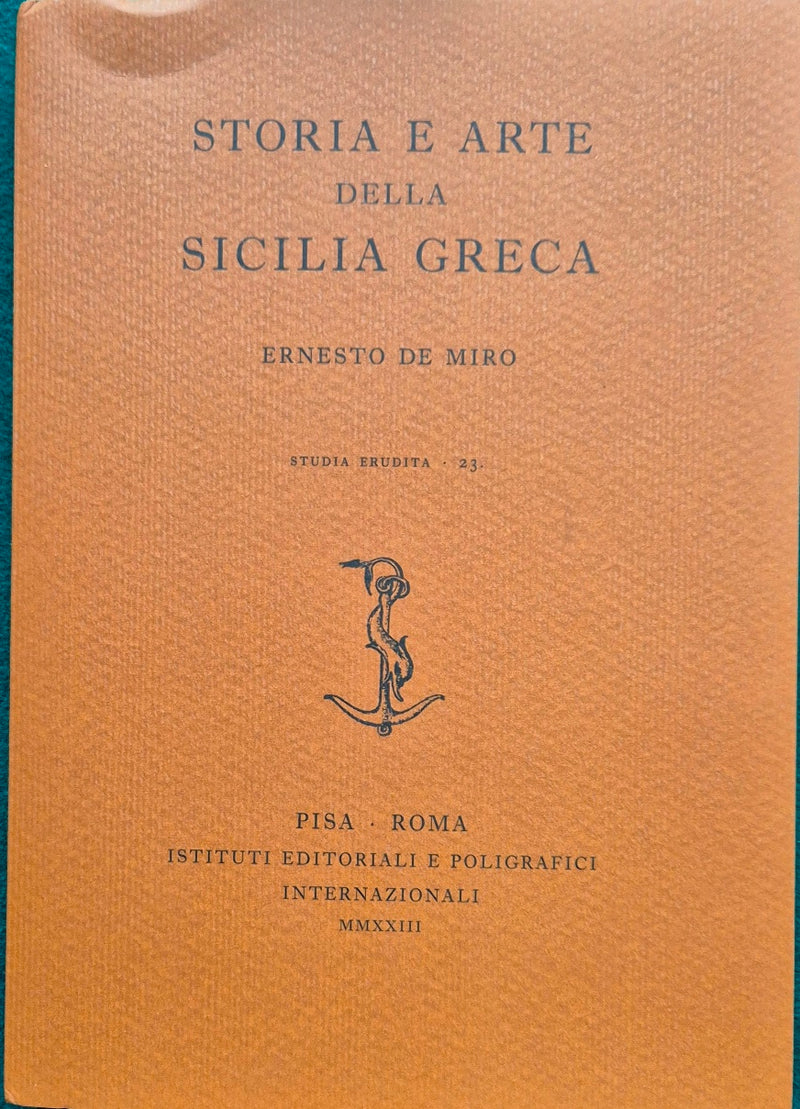 STORIA E ARTE
DELLA
SICILIA GRECA
ERNESTO DE MIRO
STUDIA ERUDITA · 23.
PISA · ROMA
ISTITUTI EDITORIALI E POLIGRAFICI
INTERNAZIONALI
MMXXIII